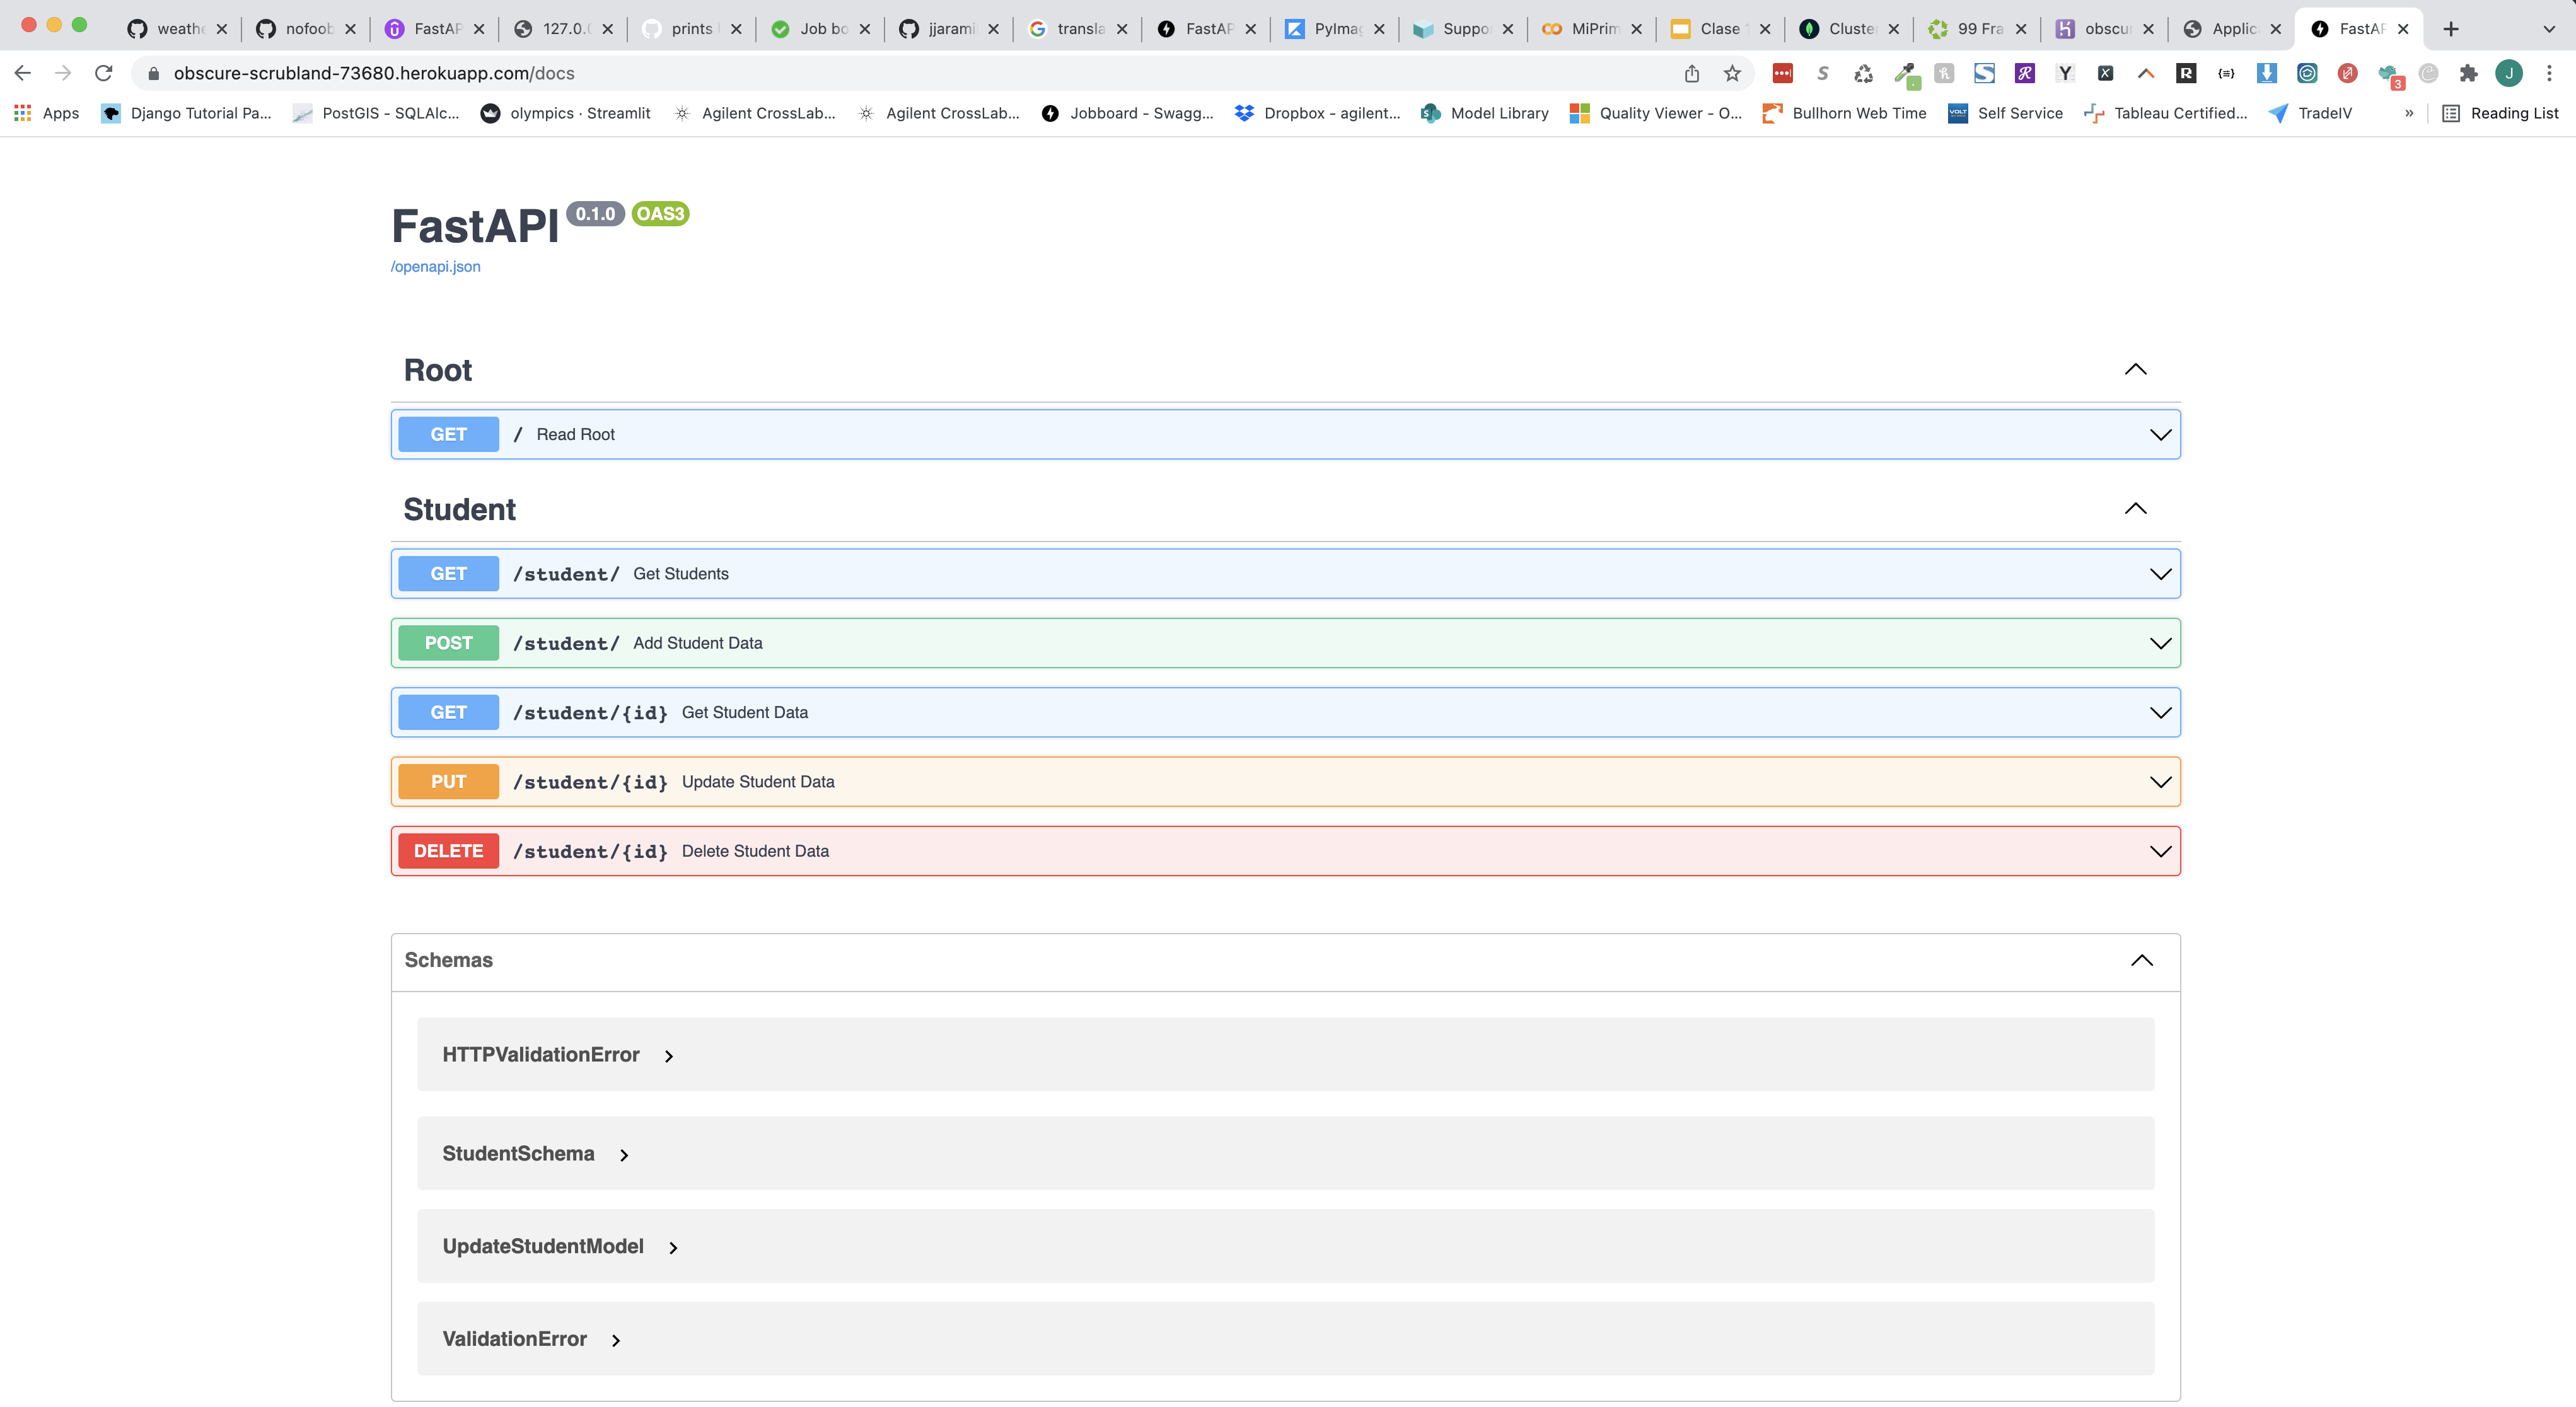 weathe nofoob FastAP 127.0.0 prints Job bo jjarami transla FastAP PyImag Suppo MiPrim Clase Cluster 99 Fra obscur Applic FastAP
obscure-scrubland-73680.herokuapp.com/docs
Apps Django Tutorial Pa... PostGIS - SQLAlc... olympics · Streamlit Agilent CrossLab... Agilent CrossLab... Jobboard - Swagg... Dropbox - agilent... Model Library Quality Viewer - O... Bullhorn Web Time Self Service Tableau Certified... TradeIV » Reading List
FastAPI 0.1.0 OAS3
/openapi.json
Root
GET / Read Root
Student
GET /student/ Get Students
POST /student/ Add Student Data
GET /student/{id} Get Student Data
PUT /student/{id} Update Student Data
DELETE /student/{id} Delete Student Data
Schemas
HTTPValidationError
StudentSchema
UpdateStudentModel
ValidationError